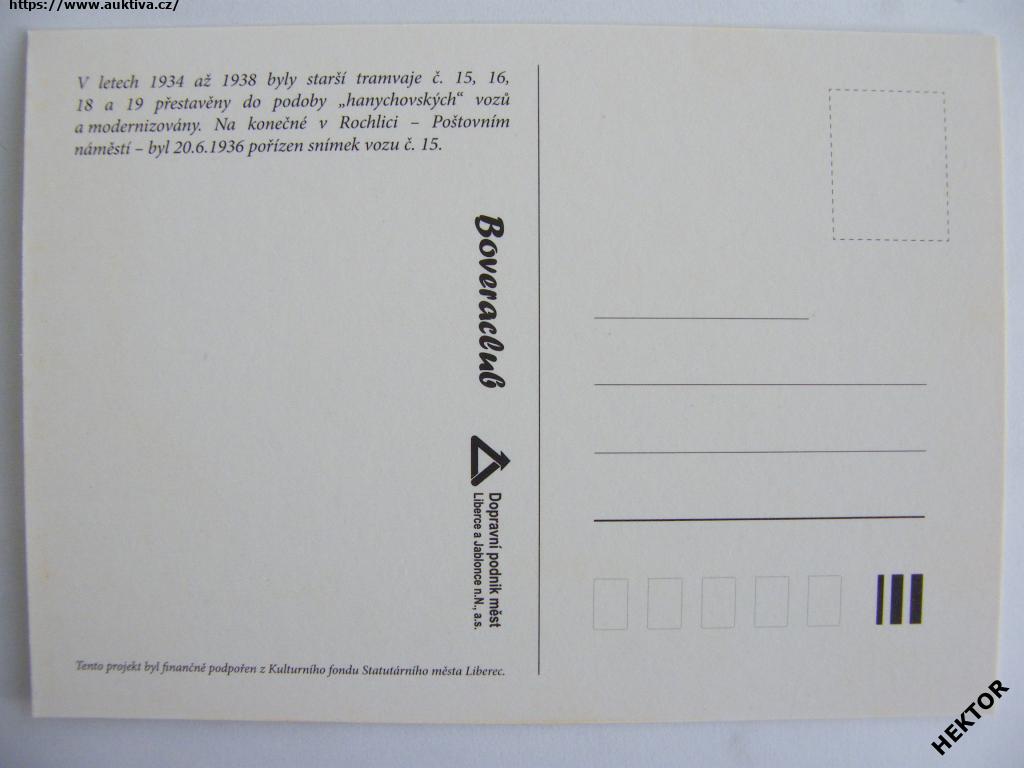 https://www.auktiva.cz/
V letech 1934 až 1938 byly starší tramvaje č. 15, 16,
18 a 19 přestavěny do podoby „hanychovských“ vozů
a modernizovány. Na konečné v Rochlici – Poštovním
náměstí – byl 20.6.1936 pořízen snímek vozu č. 15.
Boveraclub
Dopravní podnik měst
Liberce a Jablonce n.N., a.s.
Tento projekt byl finančně podpořen z Kulturního fondu Statutárního města Liberec.
HEKTOR